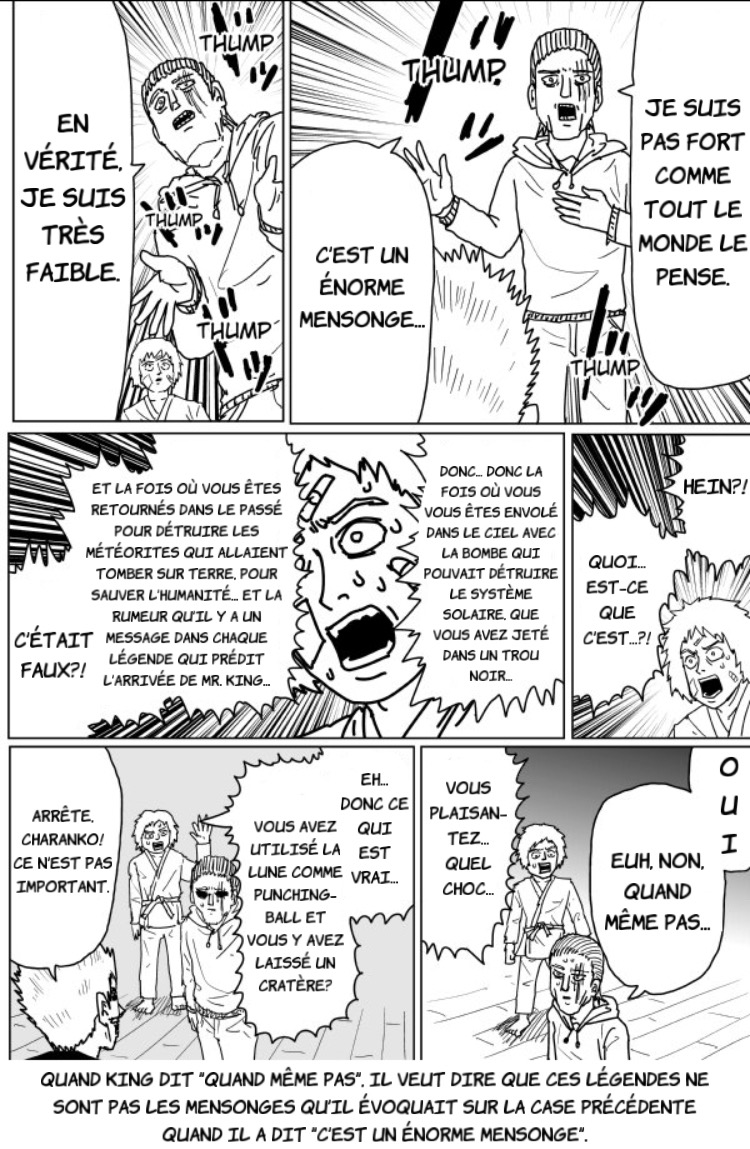 THUMP.
JE SUIS
PAS FORT
COMME
TOUT LE
MONDE LE
PENSE.
C'EST UN
ÉNORME
MENSONGE...
THUMP
THUMP
EN
VÉRITÉ,
JE SUIS
TRÈS
FAIBLE.
THUMP
THUMP
HEIN?!
QUOI...
EST-CE
QUE
C'EST...?!
DONC... DONC LA
FOIS OÙ VOUS
VOUS ÊTES ENVOLÉ
DANS LE CIEL AVEC
LA BOMBE QUI
POUVAIT DÉTRUIRE
LE SYSTÈME
SOLAIRE, QUE
VOUS AVEZ JETÉ
DANS UN TROU
NOIR...
ET LA FOIS OÙ VOUS ÊTES
RETOURNÉS DANS LE PASSÉ
POUR DÉTRUIRE LES
MÉTÉORITES QUI ALLAIENT
TOMBER SUR TERRE, POUR
SAUVER L'HUMANITÉ... ET LA
RUMEUR QU'IL Y A UN
MESSAGE DANS CHAQUE
LÉGENDE QUI PRÉDIT
L'ARRIVÉE DE MR. KING...
C'ÉTAIT
FAUX?!
OUI
EUH, NON,
QUAND
MÊME PAS...
VOUS
PLAISAN-
TEZ...
QUEL
CHOC...
EH...
DONC CE
QUI
EST
VRAI...
VOUS AVEZ
UTILISÉ LA
LUNE COMME
PUNCHING-
BALL ET
VOUS Y AVEZ
LAISSÉ UN
CRATÈRE?
ARRÊTE,
CHARANKO!
CE N'EST PAS
IMPORTANT.
QUAND KING DIT "QUAND MÊME PAS", IL VEUT DIRE QUE CES LÉGENDES NE
SONT PAS LES MENSONGES QU'IL ÉVOQUAIT SUR LA CASE PRÉCÉDENTE
QUAND IL A DIT "C'EST UN ÉNORME MENSONGE".